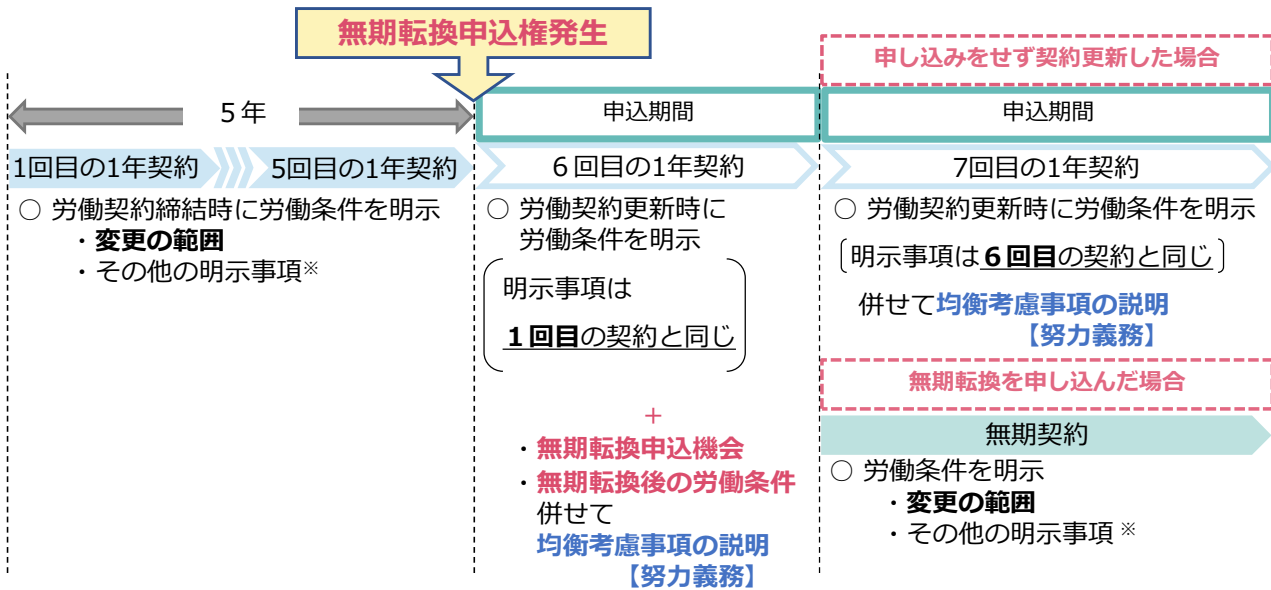 無期転換申込権発生
5年
1回目の1年契約
5回目の1年契約
○ 労働契約締結時に労働条件を明示
・変更の範囲
・その他の明示事項※
申込期間
6回目の1年契約
○ 労働契約更新時に
労働条件を明示
明示事項は
1回目の契約と同じ
+
・無期転換申込機会
・無期転換後の労働条件
併せて
均衡考慮事項の説明
【努力義務】
申し込みをせず契約更新した場合
申込期間
7回目の1年契約
○ 労働契約更新時に労働条件を明示
〔明示事項は6回目の契約と同じ〕
併せて均衡考慮事項の説明
【努力義務】
無期転換を申し込んだ場合
無期契約
○ 労働条件を明示
・変更の範囲
・その他の明示事項※